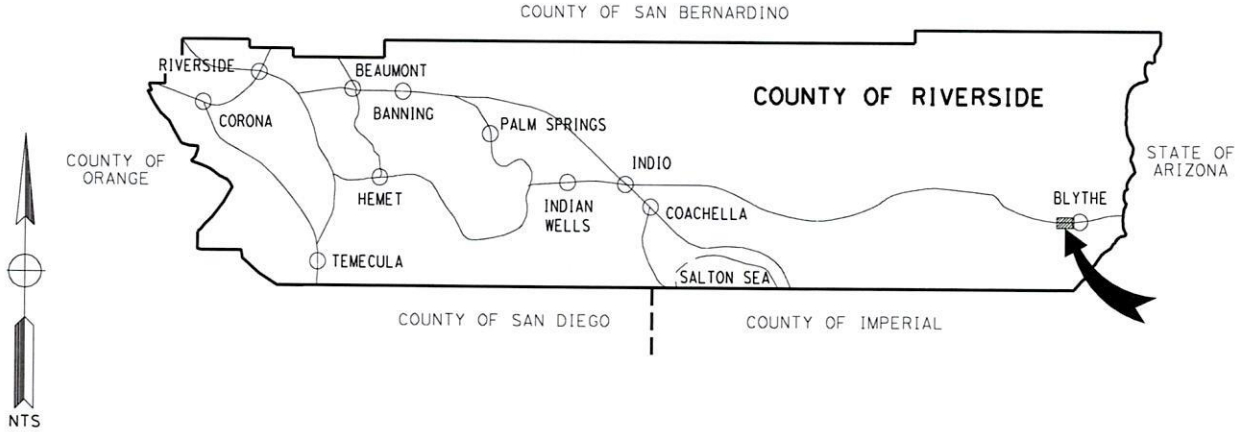 COUNTY OF SAN BERNARDINO
RIVERSIDE
BEAUMONT
BANNING
CORONA
COUNTY OF RIVERSIDE
PALM SPRINGS
COUNTY OF
ORANGE
STATE OF
ARIZONA
INDIO
HEMET
INDIAN
WELLS
COACHELLA
BLYTHE
TEMECULA
SALTON SEA
COUNTY OF SAN DIEGO
COUNTY OF IMPERIAL
NTS